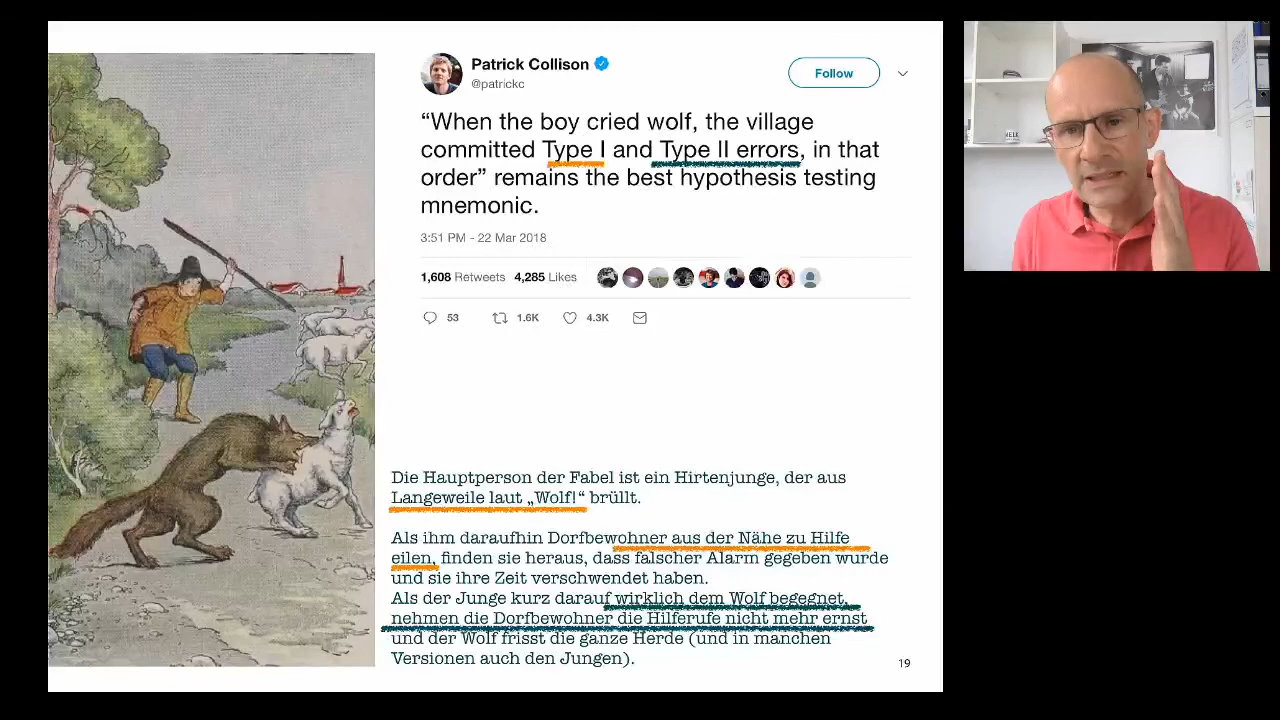 Patrick Collison
@patrickc
Follow
“When the boy cried wolf, the village
committed Type I and Type II errors, in that
order” remains the best hypothesis testing
mnemonic.
3:51 PM - 22 Mar 2018
1,608 Retweets 4,285 Likes
53 1.6K 4.3K
Die Hauptperson der Fabel ist ein Hirtenjunge, der aus
Langeweile laut „Wolf!“ brüllt.
Als ihm daraufhin Dorfbewohner aus der Nähe zu Hilfe
eilen, finden sie heraus, dass falscher Alarm gegeben wurde
und sie ihre Zeit verschwendet haben.
Als der Junge kurz darauf wirklich dem Wolf begegnet,
nehmen die Dorfbewohner die Hilferufe nicht mehr ernst
und der Wolf frisst die ganze Herde (und in manchen
Versionen auch den Jungen).
19